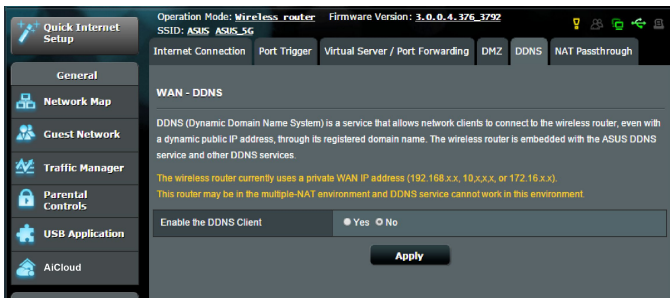 Quick Internet
Setup
Operation Mode: Wireless router Firmware Version: 3.0.0.4.376_3792
SSID: ASUS ASUS_5G
Internet Connection Port Trigger Virtual Server / Port Forwarding DMZ DDNS NAT Passthrough
General
Network Map
Guest Network
Traffic Manager
Parental
Controls
USB Application
AiCloud
WAN - DDNS
DDNS (Dynamic Domain Name System) is a service that allows network clients to connect to the wireless router, even with
a dynamic public IP address, through its registered domain name. The wireless router is embedded with the ASUS DDNS
service and other DDNS services.
The wireless router currently uses a private WAN IP address (192.168.x.x, 10,x,x,x, or 172.16.x.x).
This router may be in the multiple-NAT environment and DDNS service cannot work in this environment.
Enable the DDNS Client Yes No
Apply